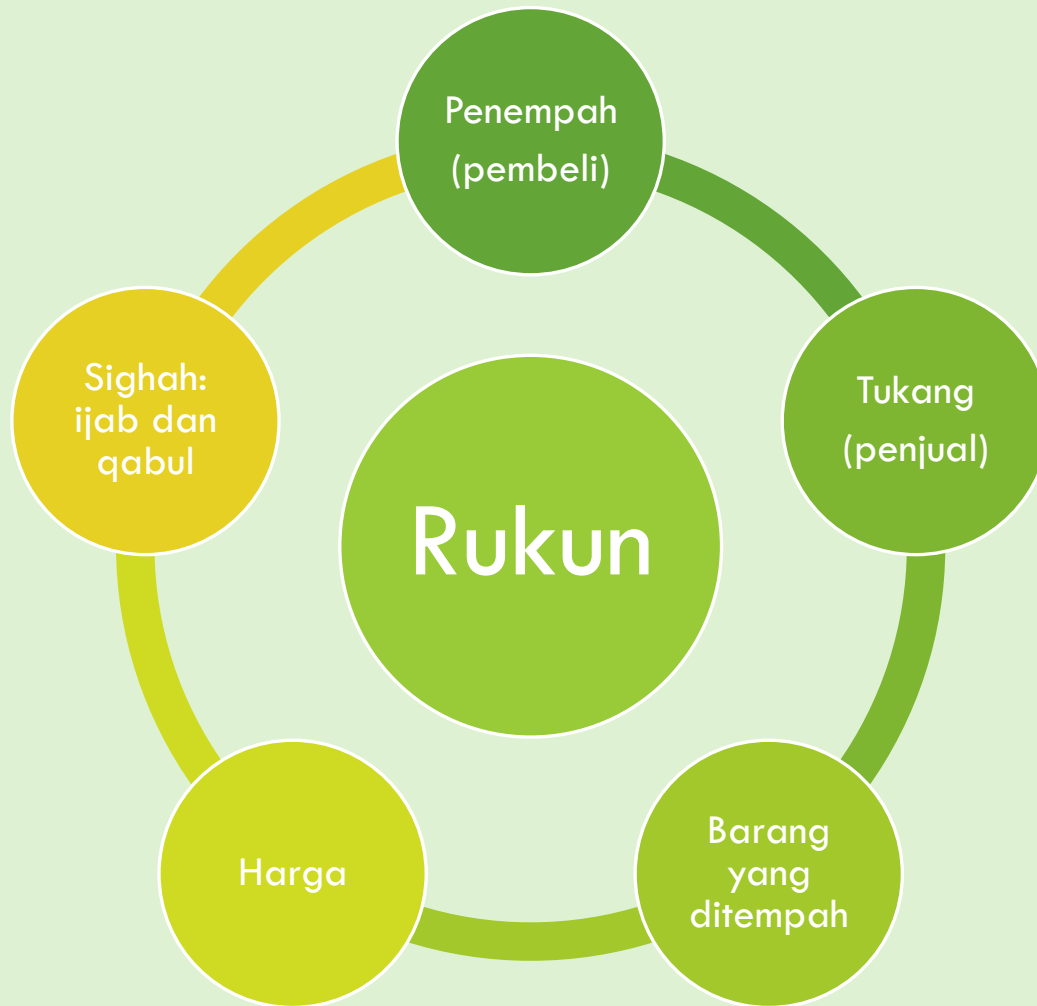 Rukun
Penempah
(pembeli)
Tukang
(penjual)
Barang
yang
ditempah
Harga
Sighah:
ijab dan
qabul